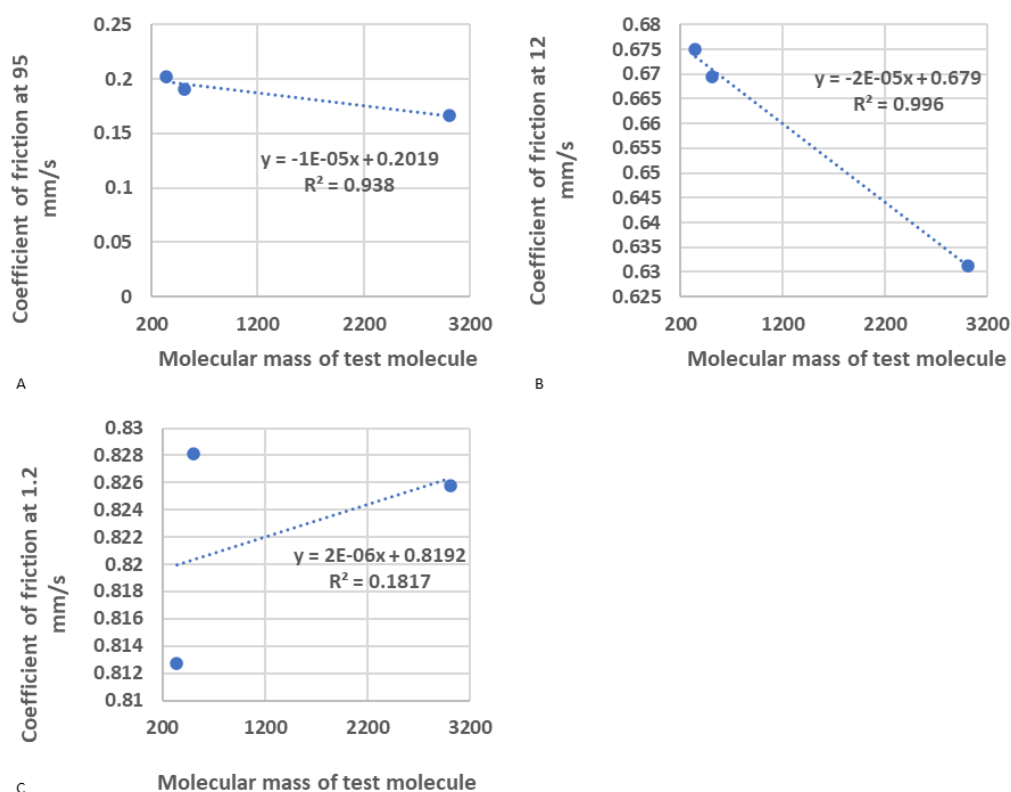 0.25
0.2
0.15
0.1
0.05
0
Coefficient of friction at 95
mm/s
y = -1E-05x + 0.2019
R² = 0.938
200 1200 2200 3200
Molecular mass of test molecule
A
0.68
0.675
0.67
0.665
0.66
0.655
0.65
0.645
0.64
0.635
0.63
0.625
Coefficient of friction at 12
mm/s
y = -2E-05x + 0.679
R² = 0.996
200 1200 2200 3200
Molecular mass of test molecule
B
0.83
0.828
0.826
0.824
0.822
0.82
0.818
0.816
0.814
0.812
0.81
Coefficient of friction at 1.2
mm/s
y = 2E-06x + 0.8192
R² = 0.1817
200 1200 2200 3200
Molecular mass of test molecule
C